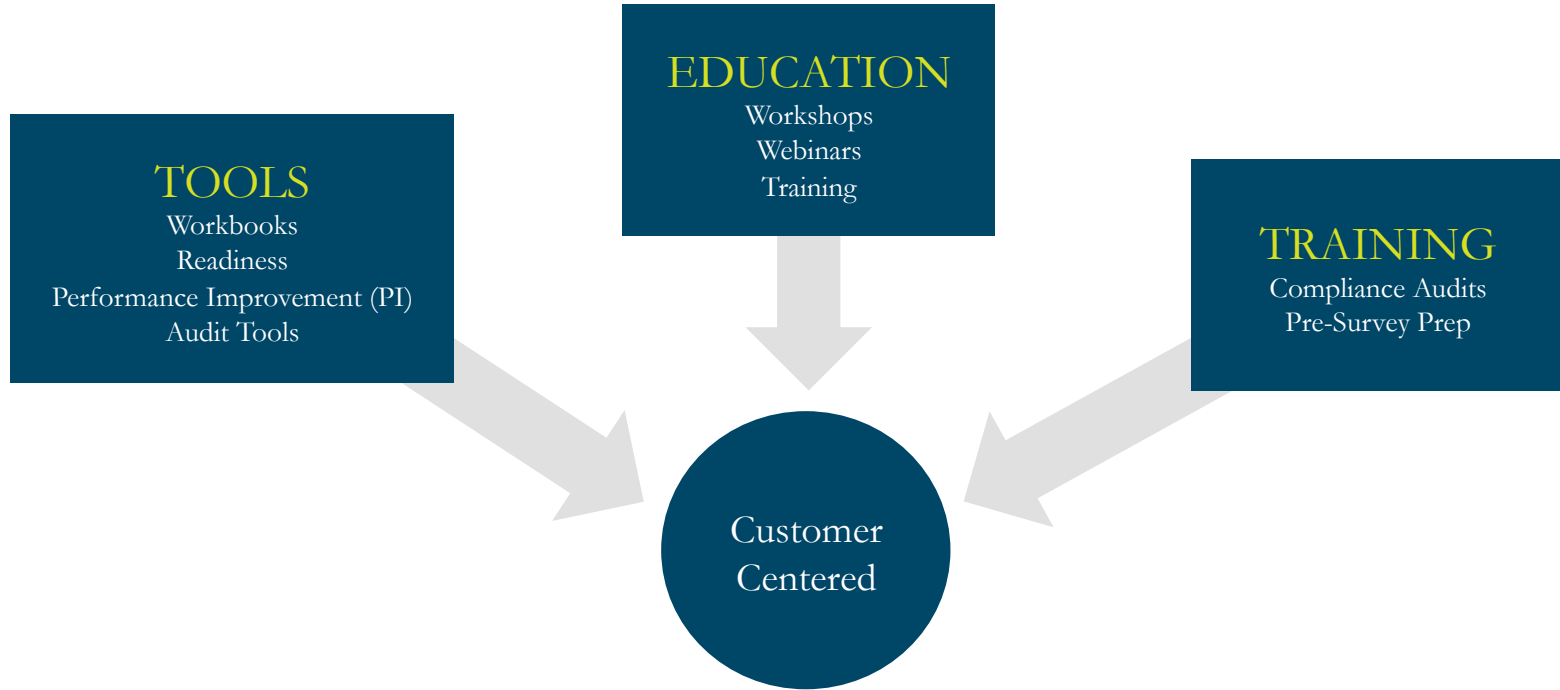 TOOLS
Workbooks
Readiness
Performance Improvement (PI)
Audit Tools
EDUCATION
Workshops
Webinars
Training
TRAINING
Compliance Audits
Pre-Survey Prep
Customer
Centered